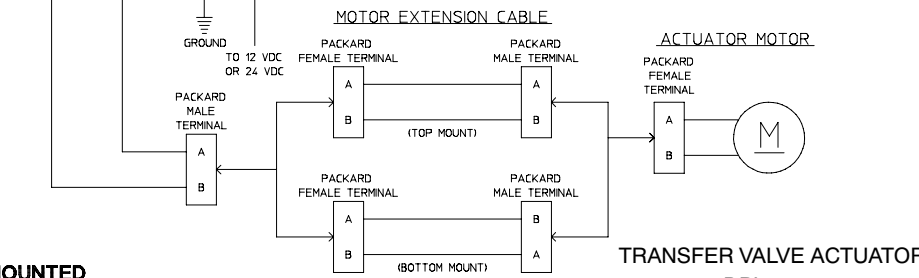 MOTOR EXTENSION CABLE
ACTUATOR MOTOR
GROUND
TO 12 VDC
OR 24 VDC
PACKARD
FEMALE TERMINAL
PACKARD
MALE TERMINAL
PACKARD
FEMALE
TERMINAL
PACKARD
MALE
TERMINAL
A
B
A
B
(TOP MOUNT)
A
B
A
B
M
PACKARD
FEMALE TERMINAL
PACKARD
MALE TERMINAL
A
B
B
A
(BOTTOM MOUNT)
TRANSFER VALVE ACTUATOR
MOUNTED